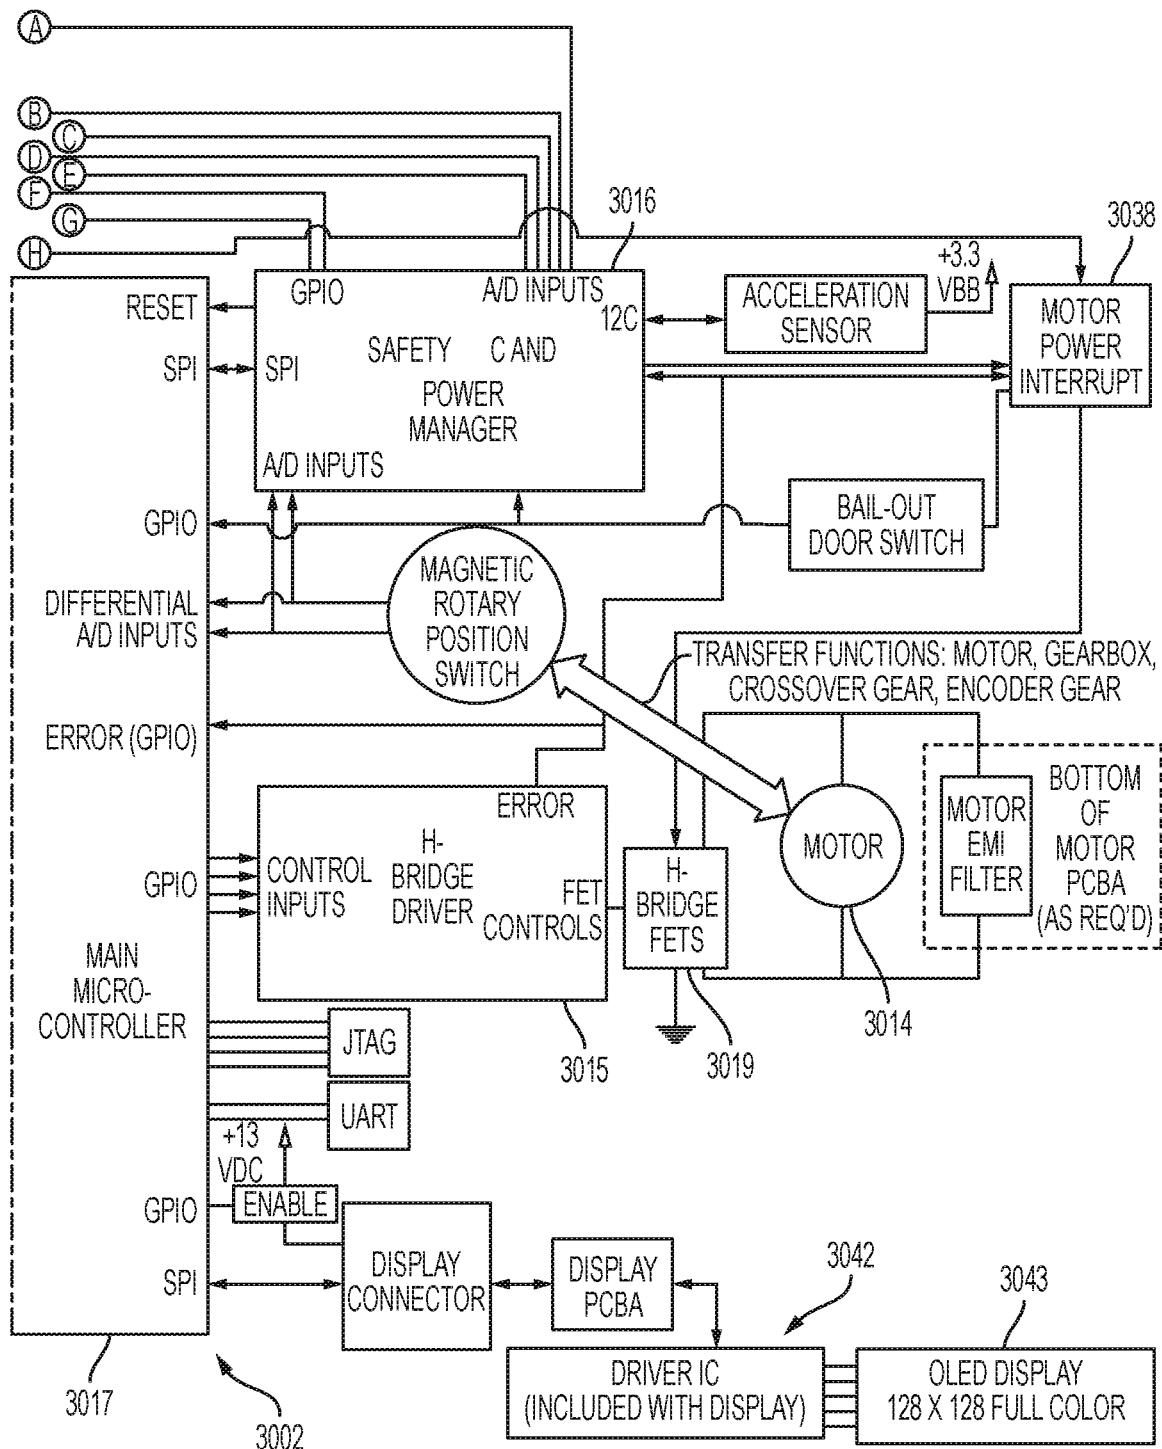 A
B
C
D
E
F
G
H
3016
3038
+3.3
VBB
GPIO
A/D INPUTS
RESET
12C
ACCELERATION
SENSOR
MOTOR
POWER
INTERRUPT
SPI
SPI
SAFETY C AND
POWER
MANAGER
A/D INPUTS
GPIO
BAIL-OUT
DOOR SWITCH
MAGNETIC
ROTARY
POSITION
SWITCH
DIFFERENTIAL
A/D INPUTS
TRANSFER FUNCTIONS: MOTOR, GEARBOX,
CROSSOVER GEAR, ENCODER GEAR
ERROR (GPIO)
ERROR
H-
BRIDGE
DRIVER
CONTROL
INPUTS
GPIO
FET
CONTROLS
H-
BRIDGE
FETS
MOTOR
MOTOR
EMI
FILTER
BOTTOM
OF
MOTOR
PCBA
(AS REQ'D)
MAIN
MICRO-
CONTROLLER
3014
3019
3015
JTAG
UART
+13
VDC
GPIO
ENABLE
SPI
DISPLAY
CONNECTOR
DISPLAY
PCBA
3042
3043
DRIVER IC
(INCLUDED WITH DISPLAY)
OLED DISPLAY
128 X 128 FULL COLOR
3017
3002